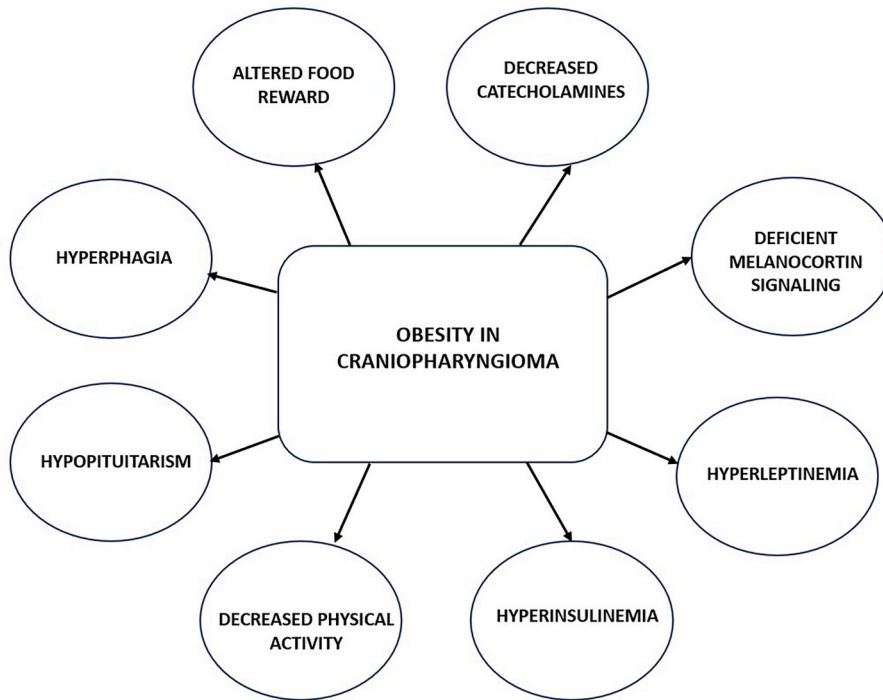 ALTERED FOOD
REWARD
DECREASED
CATECHOLAMINES
HYPERPHAGIA
DEFICIENT
MELANOCORTIN
SIGNALING
OBESITY IN
CRANIOPHARYNGIOMA
HYPOPITUITARISM
HYPERLEPTINEMIA
DECREASED PHYSICAL
ACTIVITY
HYPERINSULINEMIA